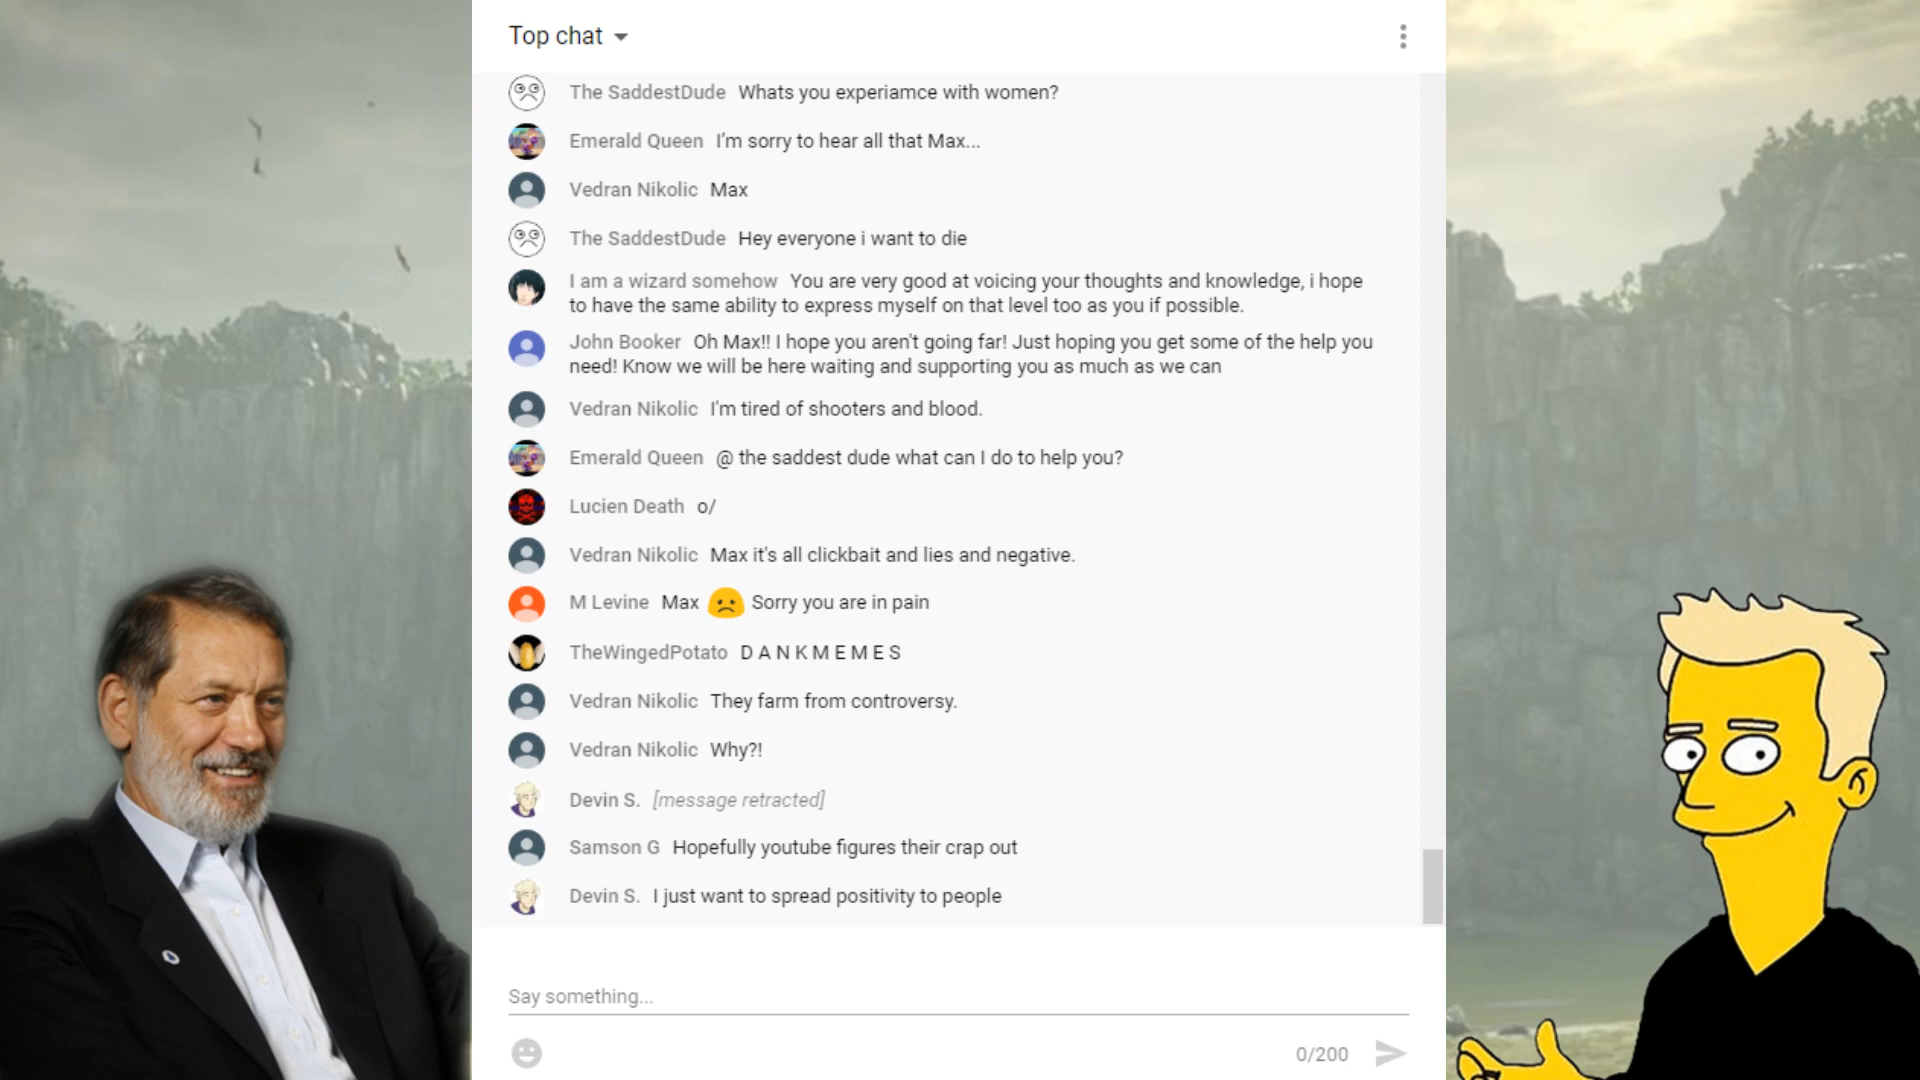 Top chat
The SaddestDude Whats you experiamce with women?
Emerald Queen I'm sorry to hear all that Max...
Vedran Nikolic Max
The SaddestDude Hey everyone i want to die
I am a wizard somehow You are very good at voicing your thoughts and knowledge, i hope
to have the same ability to express myself on that level too as you if possible.
John Booker Oh Max!! I hope you aren't going far! Just hoping you get some of the help you
need! Know we will be here waiting and supporting you as much as we can
Vedran Nikolic I'm tired of shooters and blood.
Emerald Queen @ the saddest dude what can I do to help you?
Lucien Death o/
Vedran Nikolic Max it's all clickbait and lies and negative.
M Levine Max Sorry you are in pain
TheWingedPotato D A N K M E M E S
Vedran Nikolic They farm from controversy.
Vedran Nikolic Why?!
Devin S. [message retracted]
Samson G Hopefully youtube figures their crap out
Devin S. I just want to spread positivity to people
Say something...
0/200